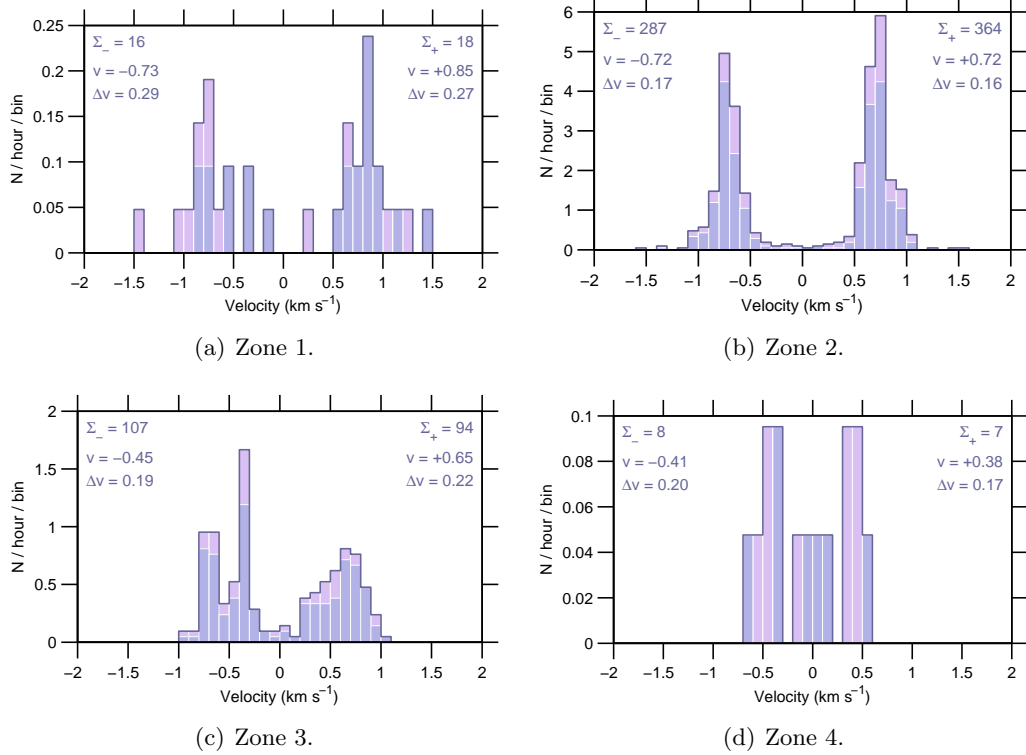 0.25
0.2
0.15
0.1
0.05
0
N / hour / bin
Σ− = 16
v = −0.73
Δv = 0.29
Σ+ = 18
v = +0.85
Δv = 0.27
−2 −1.5 −1 −0.5 0 0.5 1 1.5 2
Velocity (km s−1)
(a) Zone 1.
6
5
4
3
2
1
0
N / hour / bin
Σ− = 287
v = −0.72
Δv = 0.17
Σ+ = 364
v = +0.72
Δv = 0.16
−2 −1.5 −1 −0.5 0 0.5 1 1.5 2
Velocity (km s−1)
(b) Zone 2.
2
1.5
1
0.5
0
N / hour / bin
Σ− = 107
v = −0.45
Δv = 0.19
Σ+ = 94
v = +0.65
Δv = 0.22
−2 −1.5 −1 −0.5 0 0.5 1 1.5 2
Velocity (km s−1)
(c) Zone 3.
0.1
0.08
0.06
0.04
0.02
0
N / hour / bin
Σ− = 8
v = −0.41
Δv = 0.20
Σ+ = 7
v = +0.38
Δv = 0.17
−2 −1.5 −1 −0.5 0 0.5 1 1.5 2
Velocity (km s−1)
(d) Zone 4.